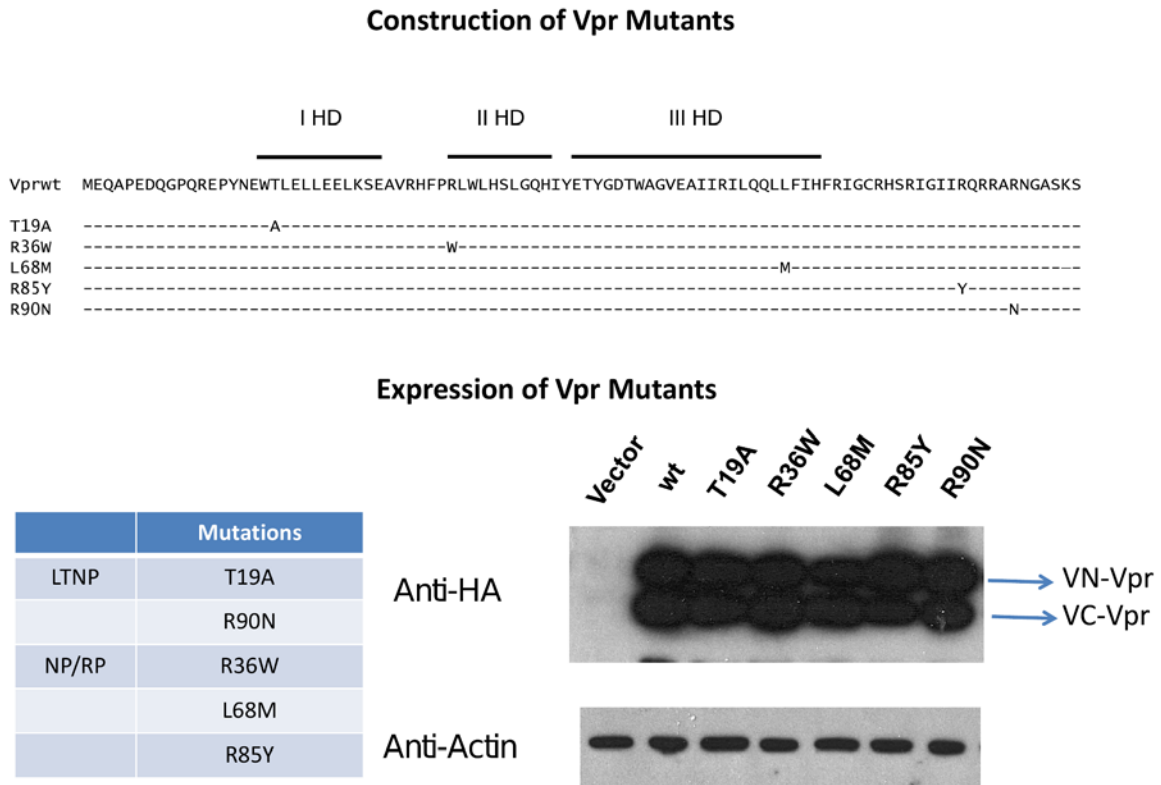 Construction of Vpr Mutants
I HD II HD III HD
Vprwt MEQAPEDQGPQREPYNEWTLELLEELKSEAVRHFPRLWLHSLGQHIYETYGDTWAGVEAIIRILQQLLFIHFRIGCRHSRIGIIRQRRARNGASKS
T19A ------------------A-----------------------------------------------------------------------------
R36W -----------------------------------W------------------------------------------------------------
L68M -------------------------------------------------------------------M----------------------------
R85Y ------------------------------------------------------------------------------------Y-----------
R90N -----------------------------------------------------------------------------------------N------
Expression of Vpr Mutants
Vector wt T19A R36W L68M R85Y R90N
Mutations
LTNP T19A
R90N
NP/RP R36W
L68M
R85Y
Anti-HA
VN-Vpr
VC-Vpr
Anti-Actin